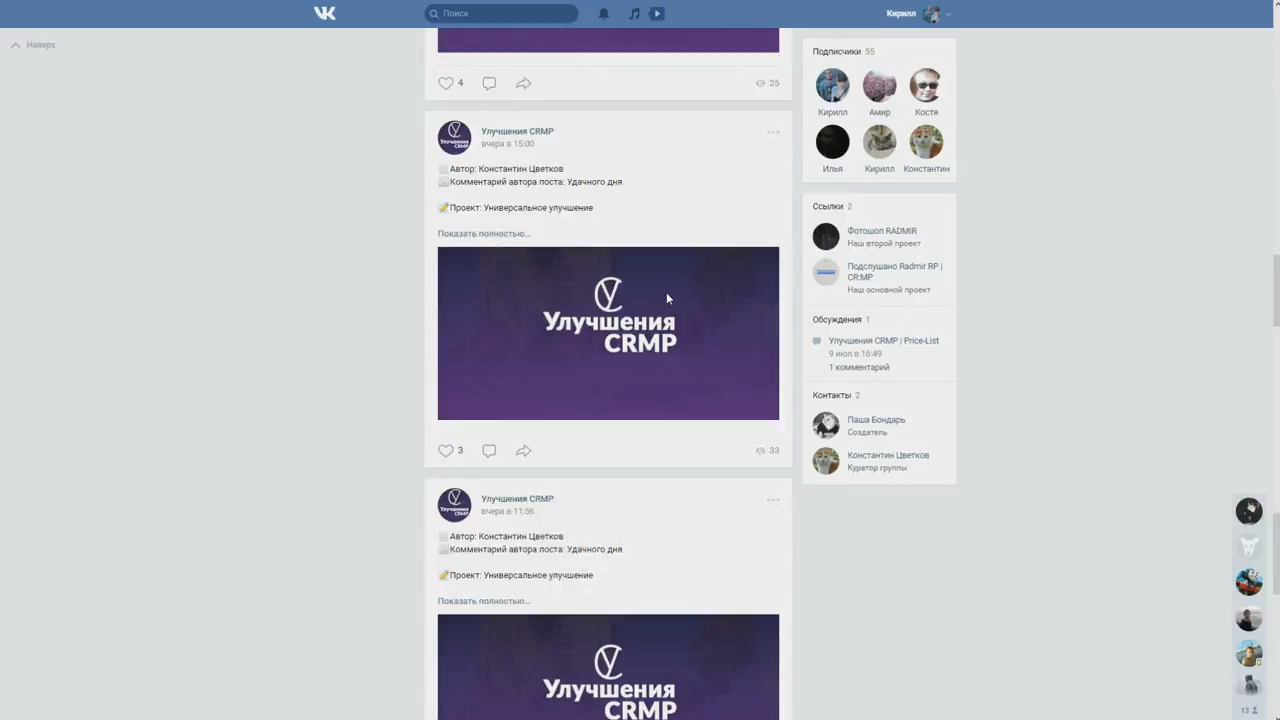 Поиск
Кирилл
Наверх
4
25
Улучшения CRMP
вчера в 15:00
Автор: Константин Цветков
Комментарий автора поста: Удачного дня
Проект: Универсальное улучшение
Показать полностью...
Улучшения
CRMP
3
33
Улучшения CRMP
вчера в 11:56
Автор: Константин Цветков
Комментарий автора поста: Удачного дня
Проект: Универсальное улучшение
Показать полностью...
Улучшения
CRMP
Подписчики 55
Кирилл Амир Костя
Илья Кирилл Константин
Ссылки 2
Фотошоп RADMIR
Наш второй проект
Подслушано Radmir RP |
CR:MP
Наш основной проект
Обсуждения 1
Улучшения CRMP | Price-List
9 июл в 16:49
1 комментарий
Контакты 2
Паша Бондарь
Создатель
Константин Цветков
Куратор группы
13